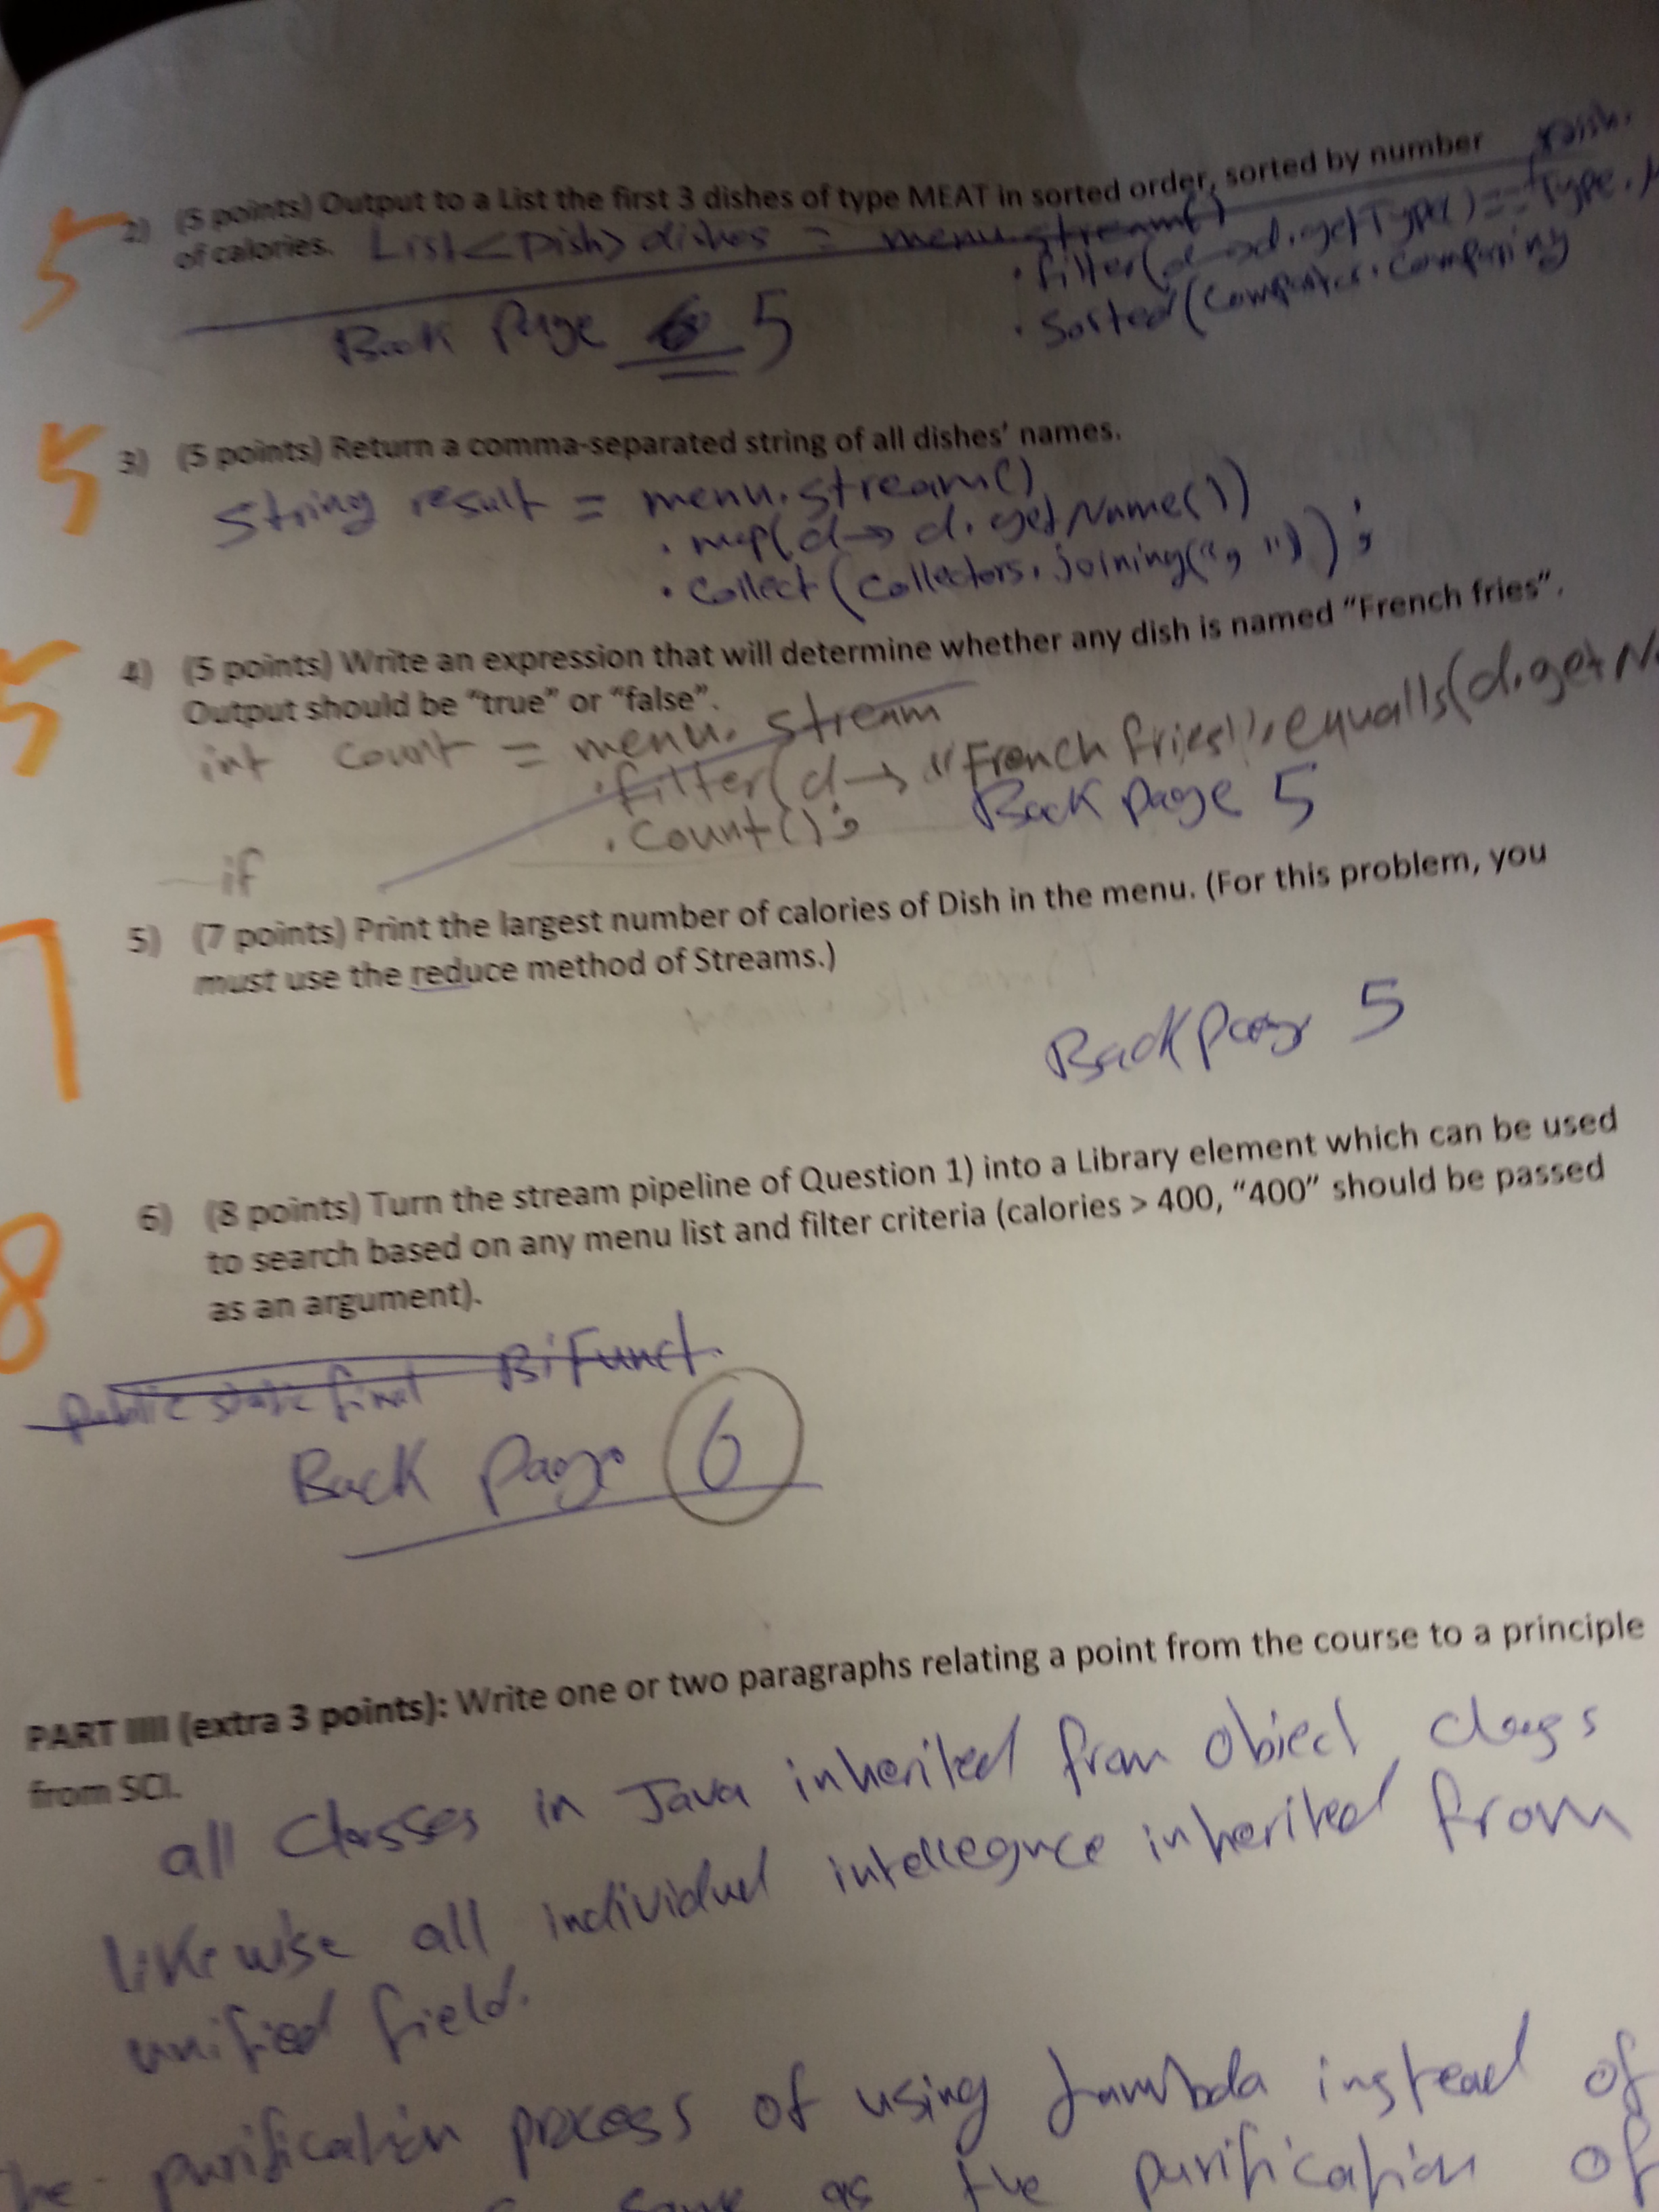 5 2) (5 points) Output to a List the first 3 dishes of type MEAT in sorted order, sorted by number
of calories. List<Dish> dishes = menu.stream()
.filter(d->d.getType() == Type.
.sorted(Comparator.comparing
Back Page 5
5 3) (5 points) Return a comma-separated string of all dishes' names.
String result = menu.stream()
.map(d→ d.getName())
.collect(Collectors.joining(", "));
5 4) (5 points) Write an expression that will determine whether any dish is named "French fries".
Output should be "true" or "false".
int count = menu. stream
.filter(d → "French fries".equalls(d.getN
.count();
Back page 5
if
7 5) (7 points) Print the largest number of calories of Dish in the menu. (For this problem, you
must use the reduce method of Streams.)
Back page 5
8 6) (8 points) Turn the stream pipeline of Question 1) into a Library element which can be used
to search based on any menu list and filter criteria (calories > 400, "400" should be passed
as an argument).
public static final BiFunct.
Back Page 6
PART IIII (extra 3 points): Write one or two paragraphs relating a point from the course to a principle
from SCI.
all Classes in Java inherited from Object class
likewise all individual intellegnce inherited from
unified field.
The purification process of using Lambda instead of
same as the purification of